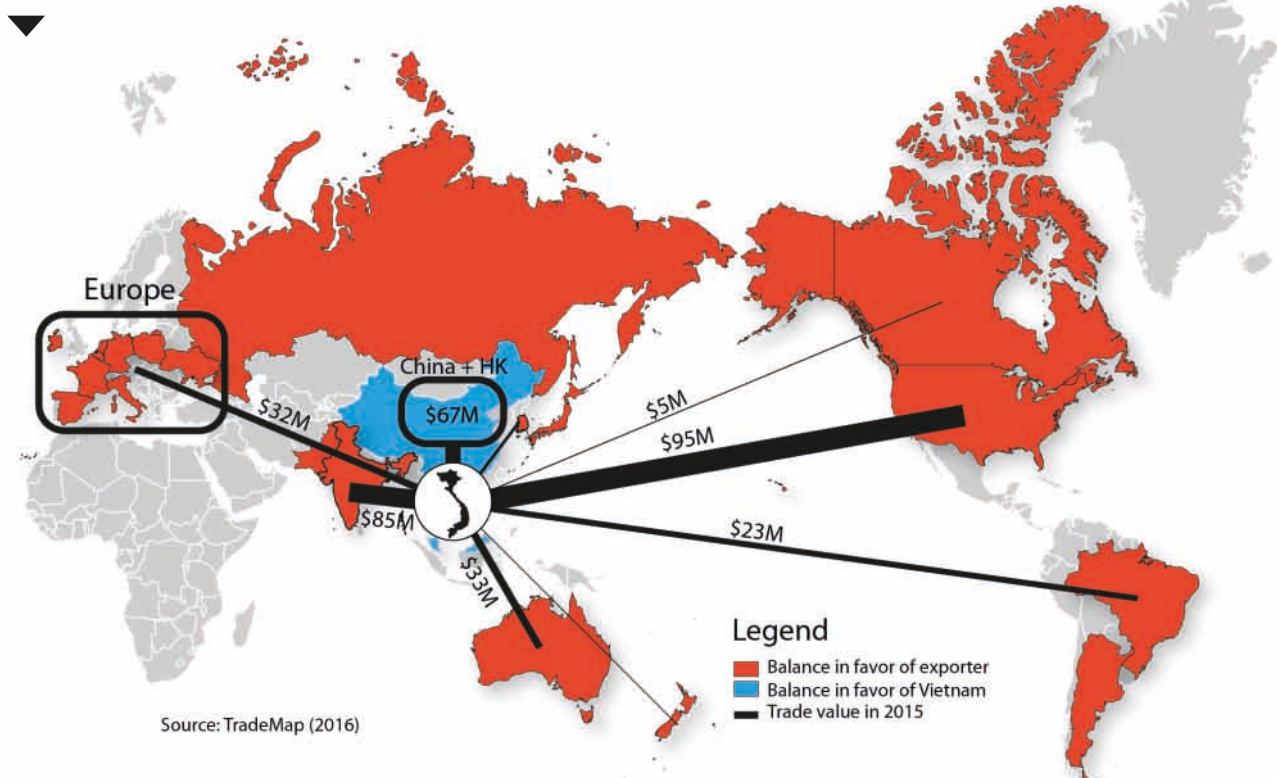 Europe
China + HK
$67M
$32M
$5M
$95M
$85M
$23M
$33M
Legend
Balance in favor of exporter
Balance in favor of Vietnam
Trade value in 2015
Source: TradeMap (2016)